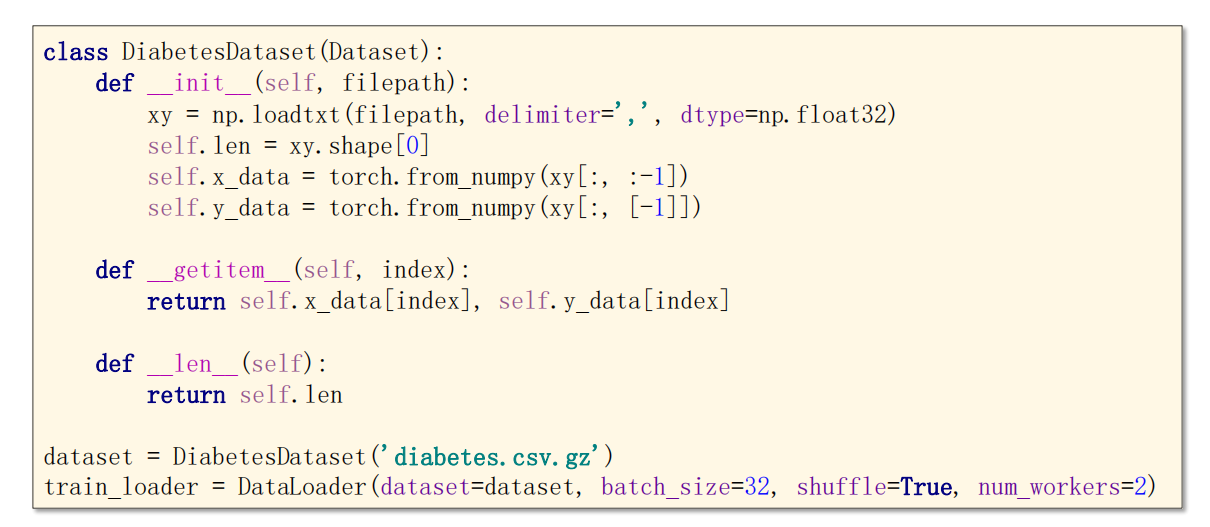 class DiabetesDataset(Dataset):
    def __init__(self, filepath):
        xy = np.loadtxt(filepath, delimiter=',', dtype=np.float32)
        self.len = xy.shape[0]
        self.x_data = torch.from_numpy(xy[:, :-1])
        self.y_data = torch.from_numpy(xy[:, [-1]])

    def __getitem__(self, index):
        return self.x_data[index], self.y_data[index]

    def __len__(self):
        return self.len

dataset = DiabetesDataset('diabetes.csv.gz')
train_loader = DataLoader(dataset=dataset, batch_size=32, shuffle=True, num_workers=2)